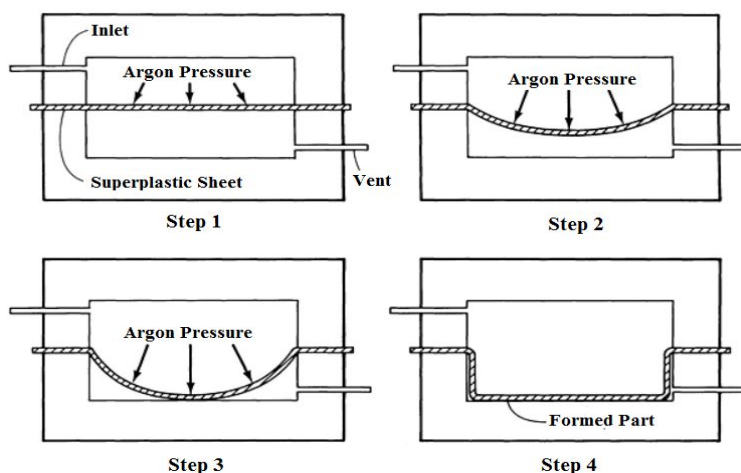 Inlet
Argon Pressure
Superplastic Sheet
Vent
Step 1
Argon Pressure
Step 2
Argon Pressure
Step 3
Formed Part
Step 4